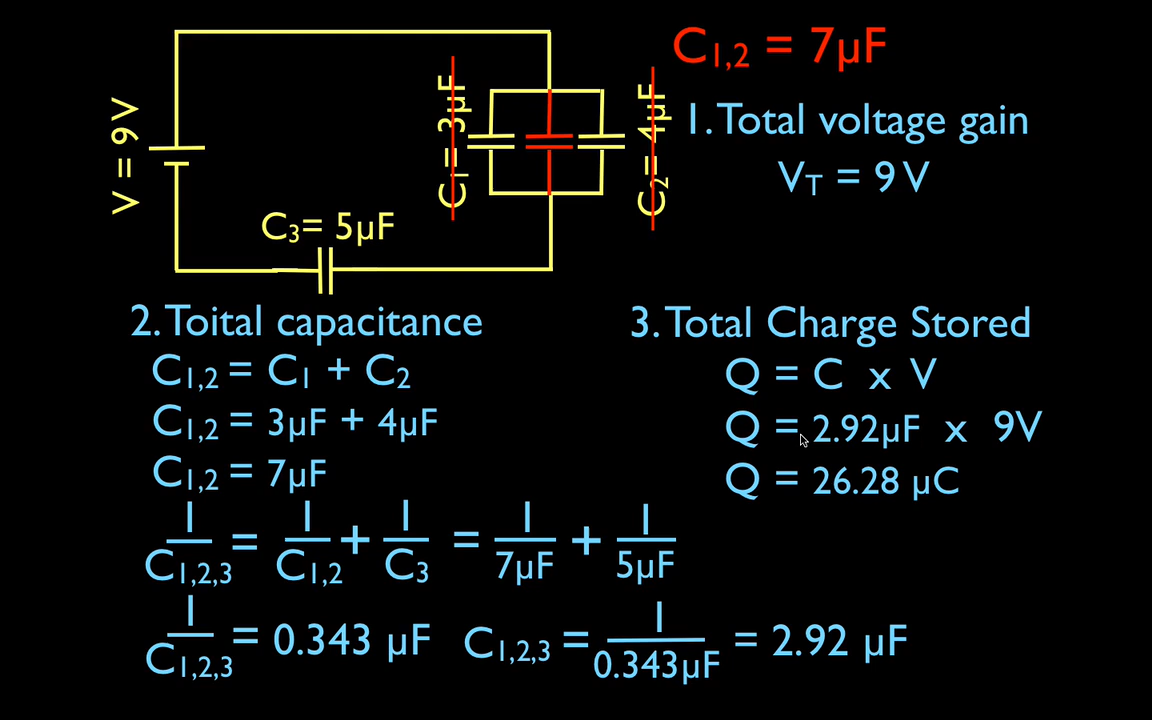 C1,2 = 7µF
V = 9 V
C1 = 3µF
C2 = 4µF
C3 = 5µF
1. Total voltage gain
VT = 9 V
2. Toital capacitance
C1,2 = C1 + C2
C1,2 = 3µF + 4µF
C1,2 = 7µF
1/C1,2,3 = 1/C1,2 + 1/C3 = 1/7µF + 1/5µF
1/C1,2,3 = 0.343 µF C1,2,3 = 1/0.343µF = 2.92 µF
3. Total Charge Stored
Q = C x V
Q = 2.92µF x 9V
Q = 26.28 µC